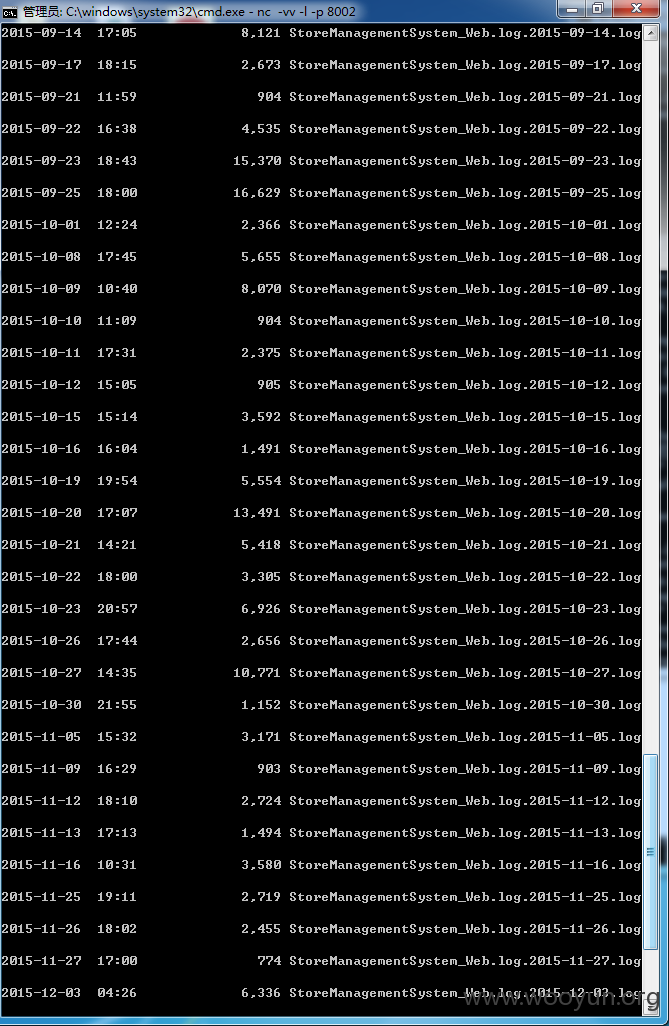 管理员: C:\windows\system32\cmd.exe - nc  -vv -l -p 8002
2015-09-14  17:05             8,121 StoreManagementSystem_Web.log.2015-09-14.log
2015-09-17  18:15             2,673 StoreManagementSystem_Web.log.2015-09-17.log
2015-09-21  11:59               904 StoreManagementSystem_Web.log.2015-09-21.log
2015-09-22  16:38             4,535 StoreManagementSystem_Web.log.2015-09-22.log
2015-09-23  18:43            15,370 StoreManagementSystem_Web.log.2015-09-23.log
2015-09-25  18:00            16,629 StoreManagementSystem_Web.log.2015-09-25.log
2015-10-01  12:24             2,366 StoreManagementSystem_Web.log.2015-10-01.log
2015-10-08  17:45             5,655 StoreManagementSystem_Web.log.2015-10-08.log
2015-10-09  10:40             8,070 StoreManagementSystem_Web.log.2015-10-09.log
2015-10-10  11:09               904 StoreManagementSystem_Web.log.2015-10-10.log
2015-10-11  17:31             2,375 StoreManagementSystem_Web.log.2015-10-11.log
2015-10-12  15:05               905 StoreManagementSystem_Web.log.2015-10-12.log
2015-10-15  15:14             3,592 StoreManagementSystem_Web.log.2015-10-15.log
2015-10-16  16:04             1,491 StoreManagementSystem_Web.log.2015-10-16.log
2015-10-19  19:54             5,554 StoreManagementSystem_Web.log.2015-10-19.log
2015-10-20  17:07            13,491 StoreManagementSystem_Web.log.2015-10-20.log
2015-10-21  14:21             5,418 StoreManagementSystem_Web.log.2015-10-21.log
2015-10-22  18:00             3,305 StoreManagementSystem_Web.log.2015-10-22.log
2015-10-23  20:57             6,926 StoreManagementSystem_Web.log.2015-10-23.log
2015-10-26  17:44             2,656 StoreManagementSystem_Web.log.2015-10-26.log
2015-10-27  14:35            10,771 StoreManagementSystem_Web.log.2015-10-27.log
2015-10-30  21:55             1,152 StoreManagementSystem_Web.log.2015-10-30.log
2015-11-05  15:32             3,171 StoreManagementSystem_Web.log.2015-11-05.log
2015-11-09  16:29               903 StoreManagementSystem_Web.log.2015-11-09.log
2015-11-12  18:10             2,724 StoreManagementSystem_Web.log.2015-11-12.log
2015-11-13  17:13             1,494 StoreManagementSystem_Web.log.2015-11-13.log
2015-11-16  10:31             3,580 StoreManagementSystem_Web.log.2015-11-16.log
2015-11-25  19:11             2,719 StoreManagementSystem_Web.log.2015-11-25.log
2015-11-26  18:02             2,455 StoreManagementSystem_Web.log.2015-11-26.log
2015-11-27  17:00               774 StoreManagementSystem_Web.log.2015-11-27.log
2015-12-03  04:26             6,336 StoreManagementSystem_Web.log.2015-12-03.log
www.wooyun.org